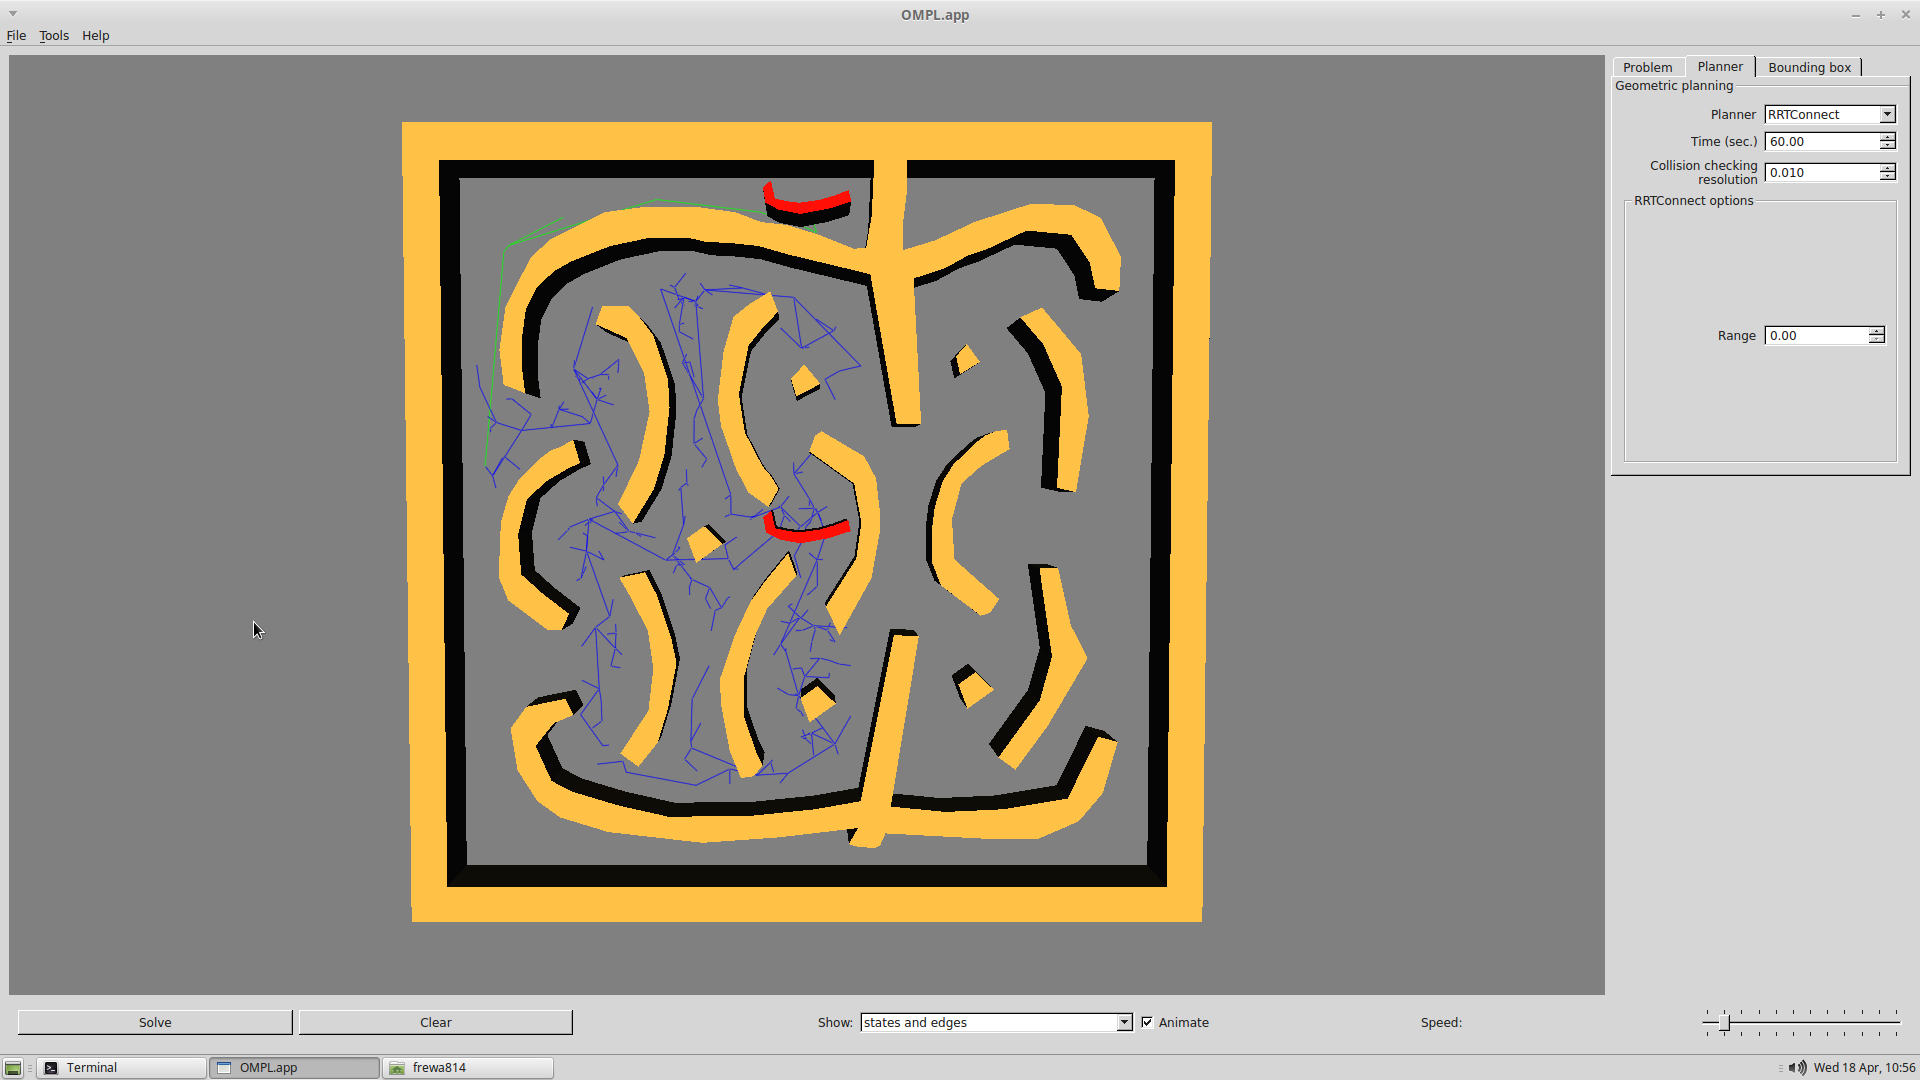 OMPL.app
File Tools Help
Problem Planner Bounding box
Geometric planning
Planner RRTConnect
Time (sec.) 60.00
Collision checking
resolution 0.010
RRTConnect options
Range 0.00
Solve Clear Show: states and edges Animate Speed:
Terminal OMPL.app frewa814 Wed 18 Apr, 10:56